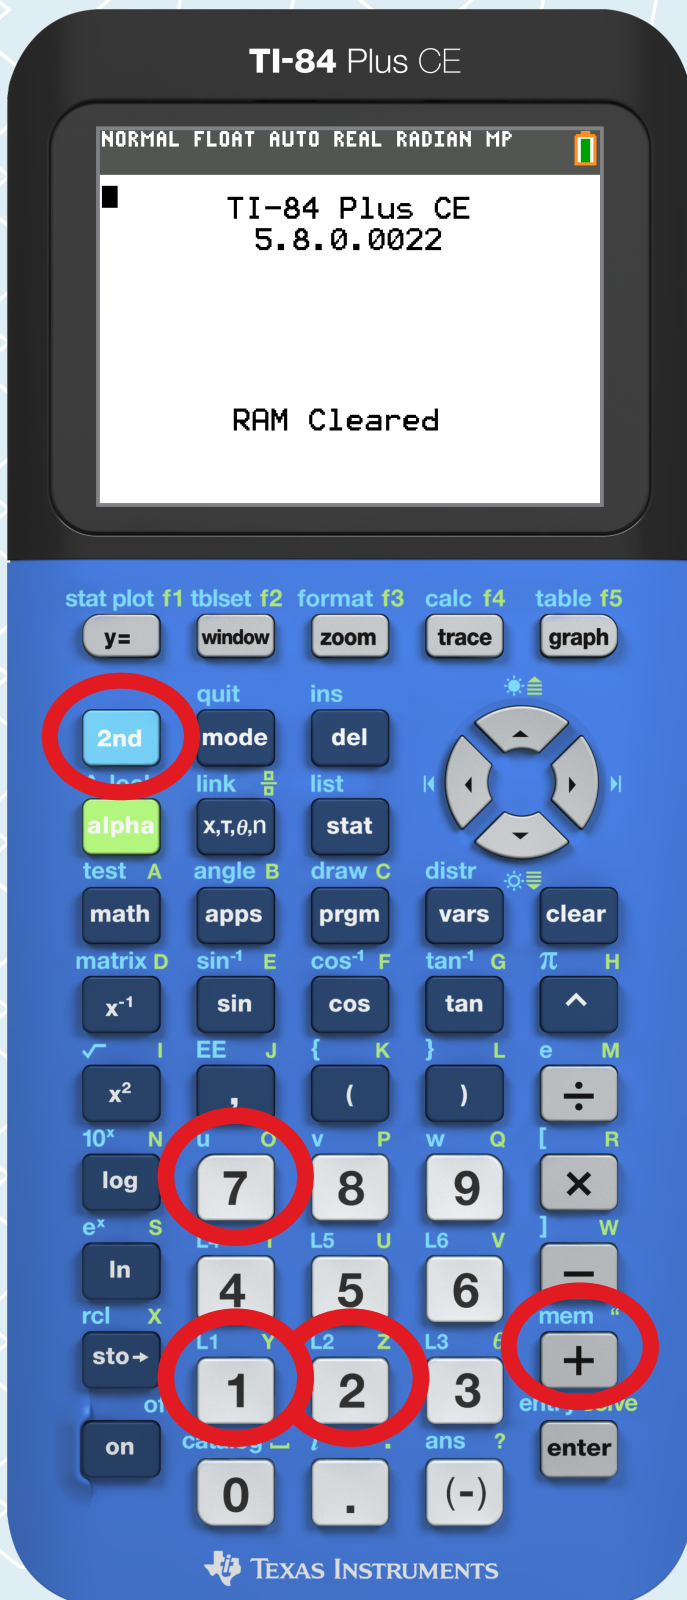 TI-84 Plus CE
NORMAL FLOAT AUTO REAL RADIAN MP
TI-84 Plus CE
5.8.0.0022
RAM Cleared
stat plot f1 tblset f2 format f3 calc f4 table f5
y= window zoom trace graph
quit ins
2nd mode del
link list
alpha X,T,θ,n stat
test A angle B draw C distr
math apps prgm vars clear
matrix D sin⁻¹ E cos⁻¹ F tan⁻¹ G π H
x⁻¹ sin cos tan ^
√ I EE J { K } L e M
x² , ( ) ÷
10ˣ N u O v P w Q [ R
log 7 8 9 ×
eˣ S L4 T L5 U L6 V ] W
ln 4 5 6 −
rcl X L1 Y L2 Z L3 θ mem “
sto→ 1 2 3 +
catalog ans ?
on 0 . (-) enter
TEXAS INSTRUMENTS